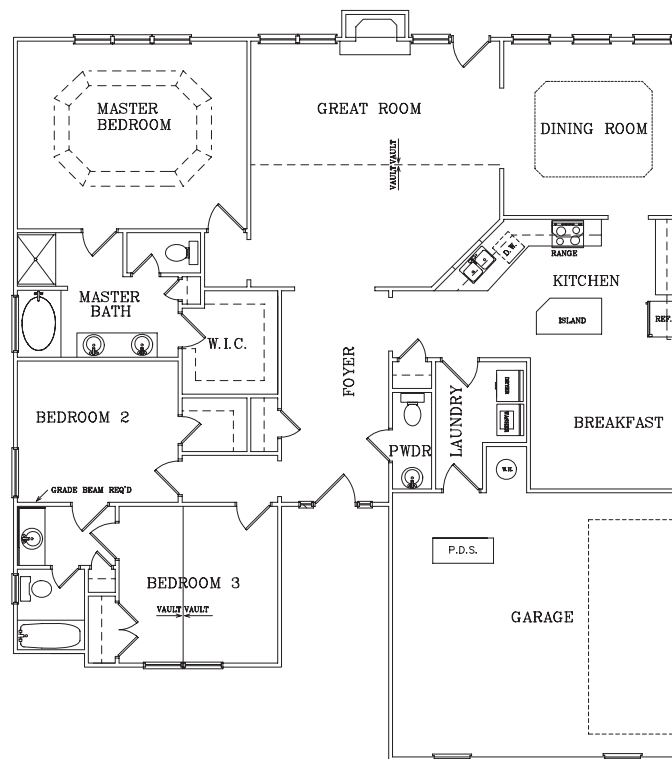 MASTER
BEDROOM
GREAT ROOM
DINING ROOM
VAULT VAULT
D.W.
RANGE
KITCHEN
ISLAND
REF.
MASTER
BATH
W.I.C.
FOYER
BEDROOM 2
PWDR
LAUNDRY
BREAKFAST
W.H.
GRADE BEAM REQ'D
P.D.S.
BEDROOM 3
VAULT VAULT
GARAGE